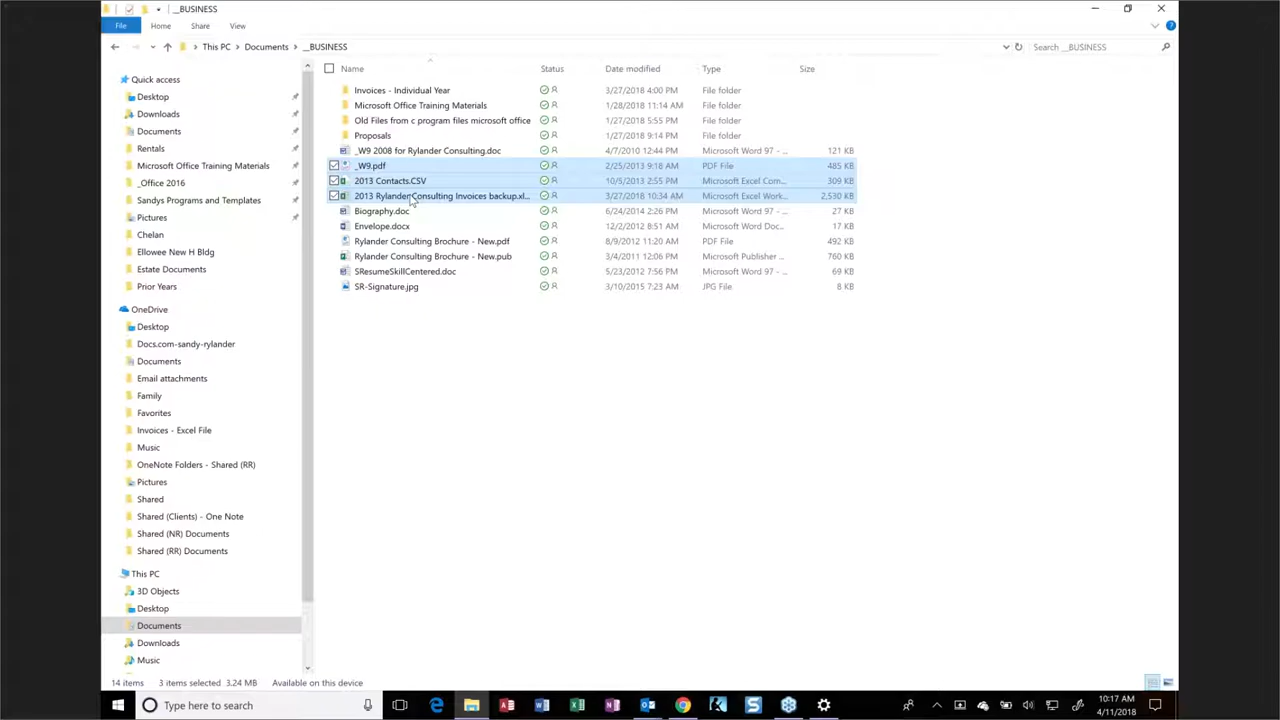 __BUSINESS
File Home Share View
This PC Documents __BUSINESS Search __BUSINESS
Name Status Date modified Type Size
Quick access
Desktop
Downloads
Documents
Rentals
Microsoft Office Training Materials
_Office 2016
Sandys Programs and Templates
Pictures
Chelan
Ellowee New H Bldg
Estate Documents
Prior Years
OneDrive
Desktop
Docs.com-sandy-rylander
Documents
Email attachments
Family
Favorites
Invoices - Excel File
Music
OneNote Folders - Shared (RR)
Pictures
Shared
Shared (Clients) - One Note
Shared (NR) Documents
Shared (RR) Documents
This PC
3D Objects
Desktop
Documents
Downloads
Music
Invoices - Individual Year 3/27/2018 4:00 PM File folder
Microsoft Office Training Materials 1/28/2018 11:14 AM File folder
Old Files from c program files microsoft office 1/27/2018 5:55 PM File folder
Proposals 1/27/2018 9:14 PM File folder
_W9 2008 for Rylander Consulting.doc 4/7/2010 12:44 PM Microsoft Word 97 - ... 121 KB
_W9.pdf 2/25/2013 9:18 AM PDF File 485 KB
2013 Contacts.CSV 10/5/2013 2:55 PM Microsoft Excel Com... 309 KB
2013 Rylander Consulting Invoices backup.xl... 3/27/2018 10:34 AM Microsoft Excel Work... 2,530 KB
Biography.doc 6/24/2014 2:26 PM Microsoft Word 97 - ... 27 KB
Envelope.docx 12/2/2012 8:51 AM Microsoft Word Doc... 17 KB
Rylander Consulting Brochure - New.pdf 8/9/2012 11:20 AM PDF File 492 KB
Rylander Consulting Brochure - New.pub 3/4/2011 12:06 PM Microsoft Publisher ... 760 KB
SResumeSkillCentered.doc 5/23/2012 7:56 PM Microsoft Word 97 - ... 69 KB
SR-Signature.jpg 3/10/2015 7:23 AM JPG File 8 KB
14 items 3 items selected 3.24 MB Available on this device
Type here to search
10:17 AM
4/11/2018